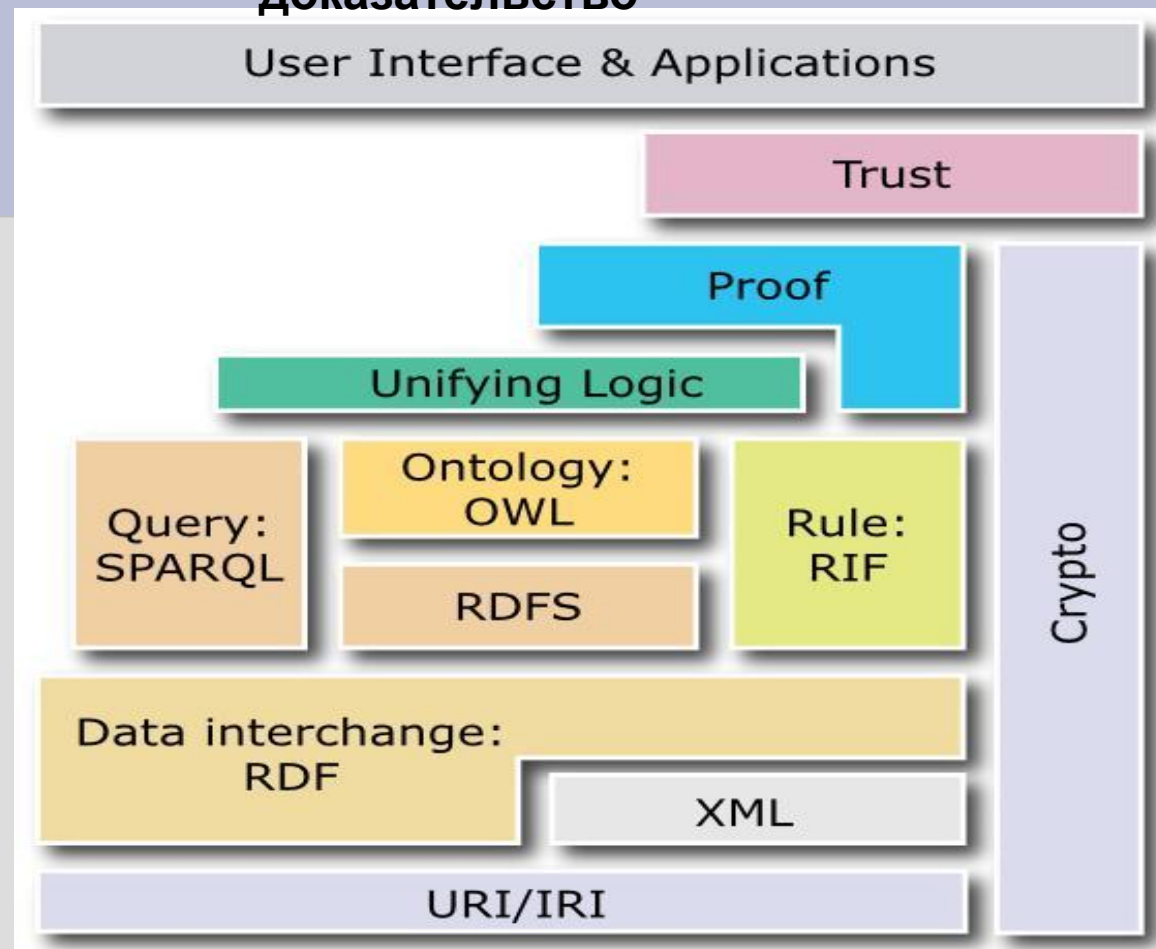 доказательство
User Interface & Applications
Trust
Proof
Unifying Logic
Query:
SPARQL
Ontology:
OWL
RDFS
Rule:
RIF
Crypto
Data interchange:
RDF
XML
URI/IRI